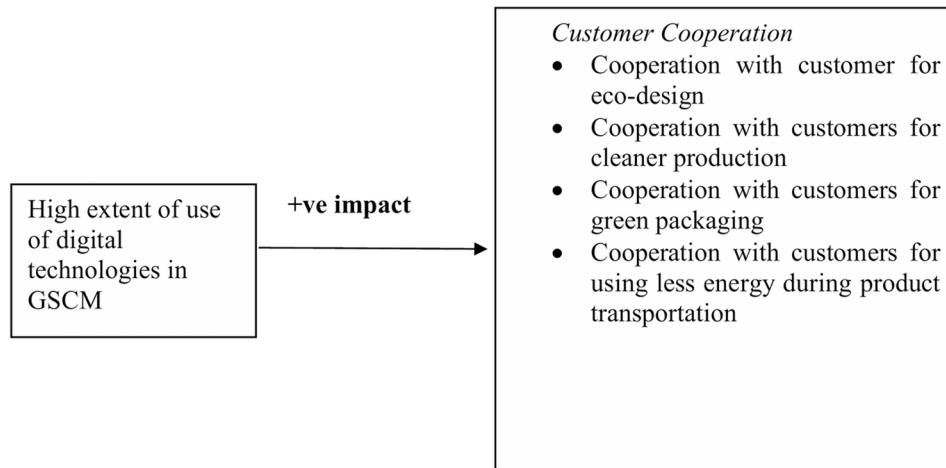 Customer Cooperation
• Cooperation with customer for
eco-design
• Cooperation with customers for
cleaner production
• Cooperation with customers for
green packaging
• Cooperation with customers for
using less energy during product
transportation
High extent of use
of digital
technologies in
GSCM
+ve impact